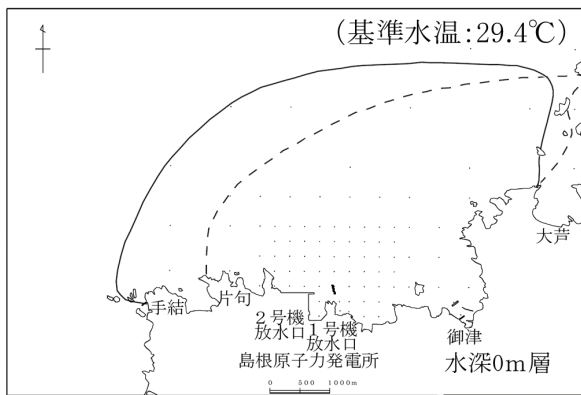 (基準水温:29.4℃)
大芦
手結
片句
2号機
放水口
1号機
放水口
御津
島根原子力発電所
水深0m層
0 500 1000m